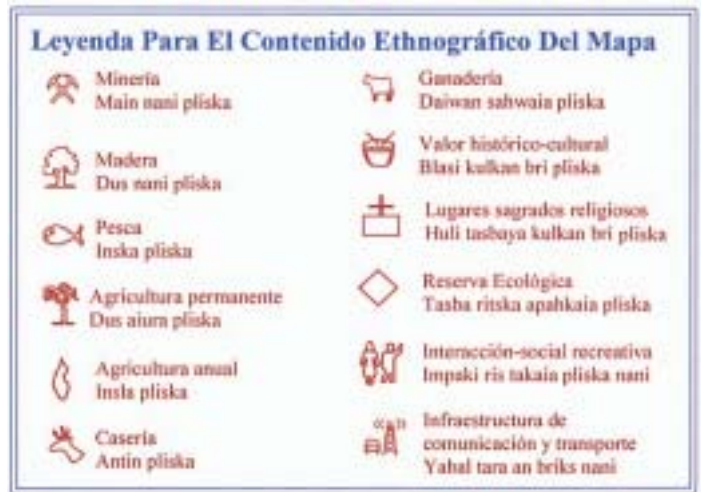 Leyenda Para El Contenido Ethnográfico Del Mapa
Minería
Main nani pliska
Madera
Dus nani pliska
Pesca
Inska pliska
Agricultura permanente
Dus aiura pliska
Agricultura anual
Insla pliska
Casería
Antin pliska
Ganadería
Daiwan sahwaia pliska
Valor histórico-cultural
Blasi kulkan bri pliska
Lugares sagrados religiosos
Huli tasbaya kulkan bri pliska
Reserva Ecológica
Tasba ritska apahkaia pliska
Interacción-social recreativa
Impaki ris takaia pliska nani
Infraestructura de
comunicación y transporte
Yabal tara an briks nani